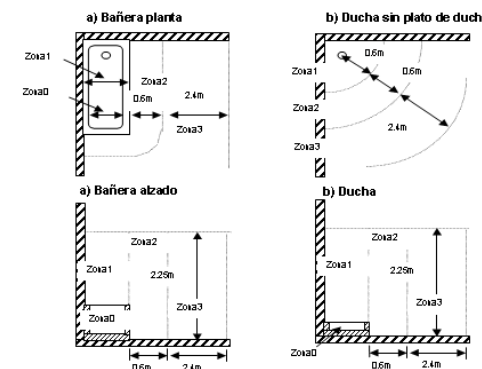 a) Bañera planta
Zona1
Zona0
Zona2
0.6m
2.4m
Zona3
b) Ducha sin plato de duch
Zona1
Zona2
Zona3
0.6m
0.6m
2.4m
a) Bañera alzado
Zona2
Zona1
2.25m
Zona3
Zona0
0.6m
2.4m
b) Ducha
Zona2
Zona1
2.25m
Zona3
Zona0
0.6m
2.4m